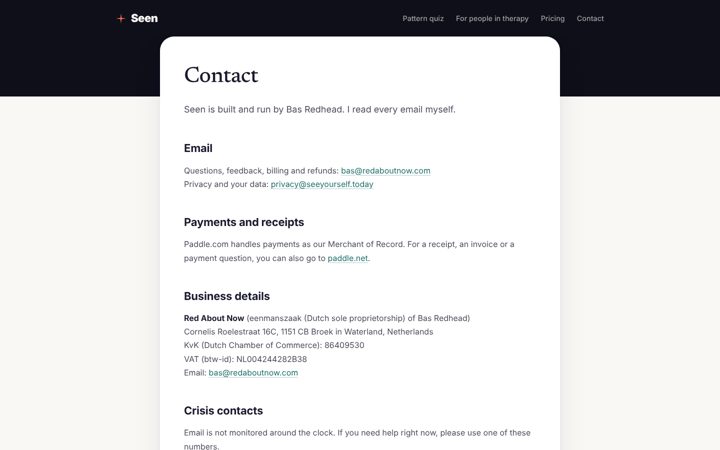 Seen
Pattern quiz
For people in therapy
Pricing
Contact
Contact
Seen is built and run by Bas Redhead. I read every email myself.
Email
Questions, feedback, billing and refunds: bas@redaboutnow.com
Privacy and your data: privacy@seeyourself.today
Payments and receipts
Paddle.com handles payments as our Merchant of Record. For a receipt, an invoice or a
payment question, you can also go to paddle.net.
Business details
Red About Now (eenmanszaak (Dutch sole proprietorship) of Bas Redhead)
Cornelis Roelestraat 16C, 1151 CB Broek in Waterland, Netherlands
KvK (Dutch Chamber of Commerce): 86409530
VAT (btw-id): NL004244282B38
Email: bas@redaboutnow.com
Crisis contacts
Email is not monitored around the clock. If you need help right now, please use one of these
numbers.